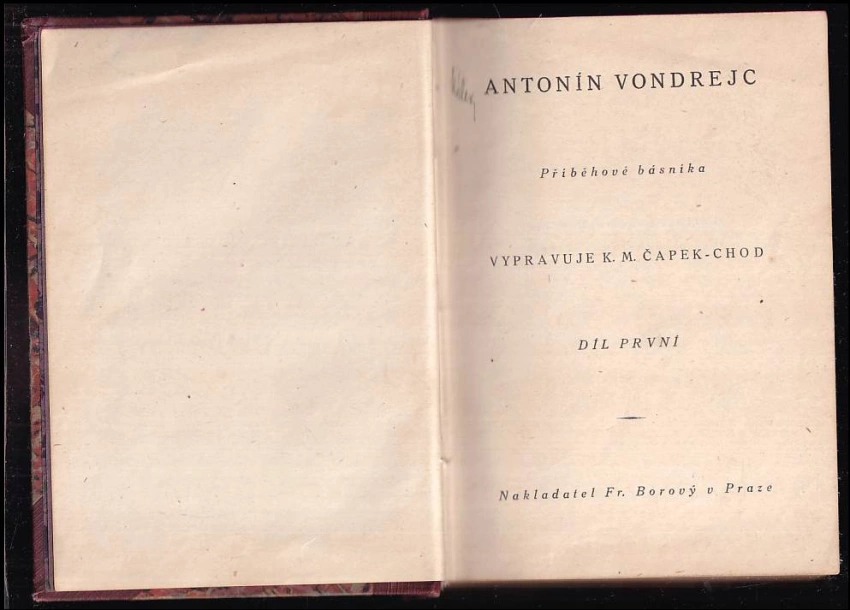 ANTONÍN VONDREJC
Příběhové básníka
VYPRAVUJE K. M. ČAPEK-CHOD
DÍL PRVNÍ
Nakladatel Fr. Borový v Praze